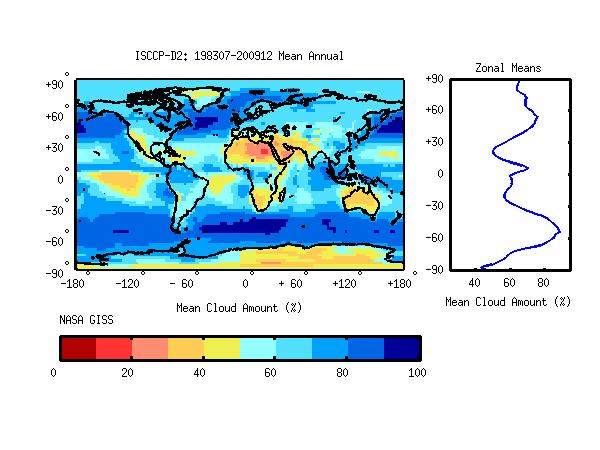 ISCCP-D2: 198307-200912 Mean Annual
+90
+60
+30
0
-30
-60
-90
-180 -120 - 60 0 + 60 +120 +180
Mean Cloud Amount (%)
Zonal Means
+90
+60
+30
0
-30
-60
-90
40 60 80
Mean Cloud Amount (%)
NASA GISS
0 20 40 60 80 100